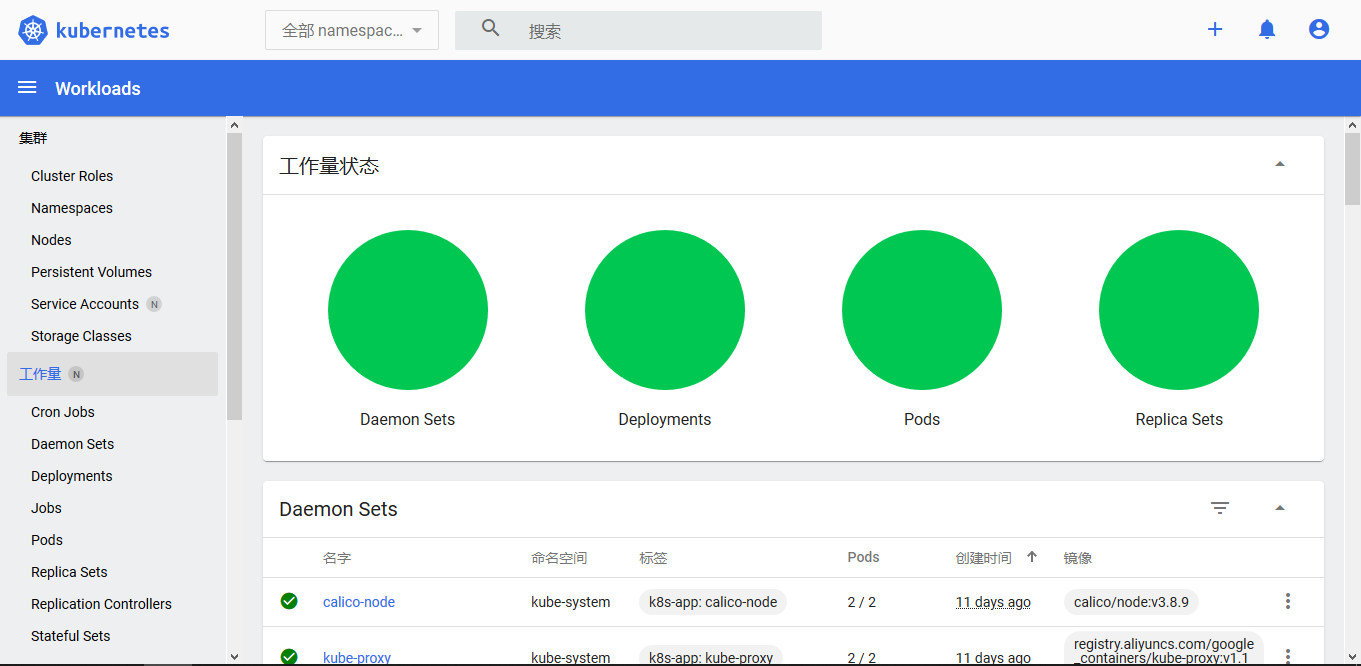 kubernetes
全部 namespac...
搜索
Workloads
集群
Cluster Roles
Namespaces
Nodes
Persistent Volumes
Service Accounts N
Storage Classes
工作量 N
Cron Jobs
Daemon Sets
Deployments
Jobs
Pods
Replica Sets
Replication Controllers
Stateful Sets
工作量状态
Daemon Sets
Deployments
Pods
Replica Sets
Daemon Sets
名字 命名空间 标签 Pods 创建时间 镜像
calico-node kube-system k8s-app: calico-node 2 / 2 11 days ago calico/node:v3.8.9
kube-proxy kube-system k8s-app: kube-proxy 2 / 2 11 days ago registry.aliyuncs.com/google
_containers/kube-proxy:v1.1